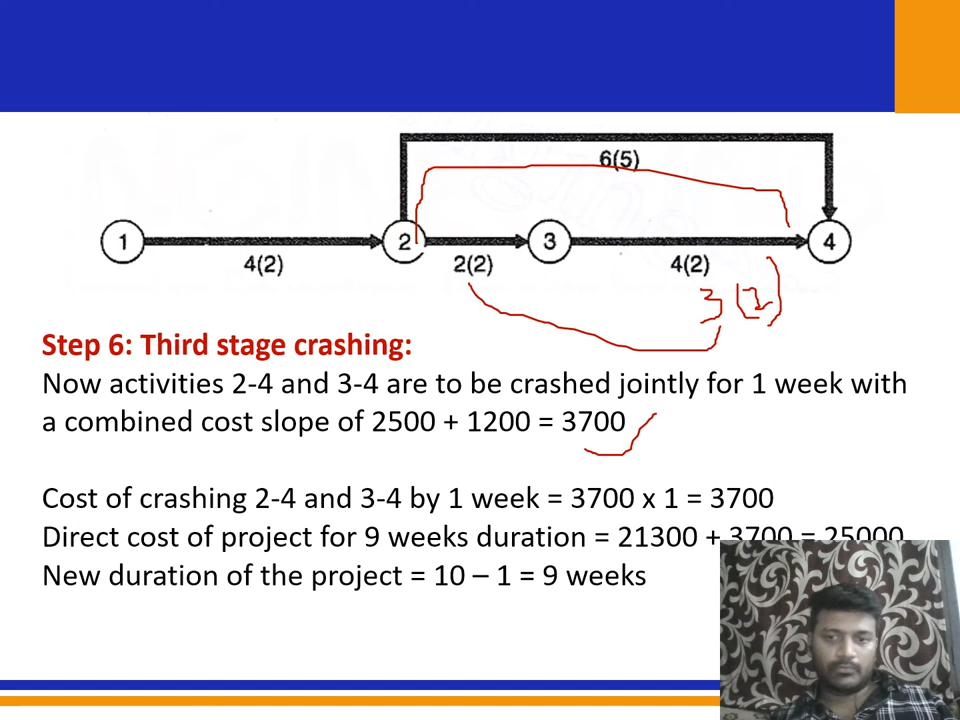 6(5)
1 2 3 4
4(2) 2(2) 4(2)
3 2
Step 6: Third stage crashing:
Now activities 2-4 and 3-4 are to be crashed jointly for 1 week with
a combined cost slope of 2500 + 1200 = 3700
Cost of crashing 2-4 and 3-4 by 1 week = 3700 x 1 = 3700
Direct cost of project for 9 weeks duration = 21300 + 3700 = 25000
New duration of the project = 10 – 1 = 9 weeks